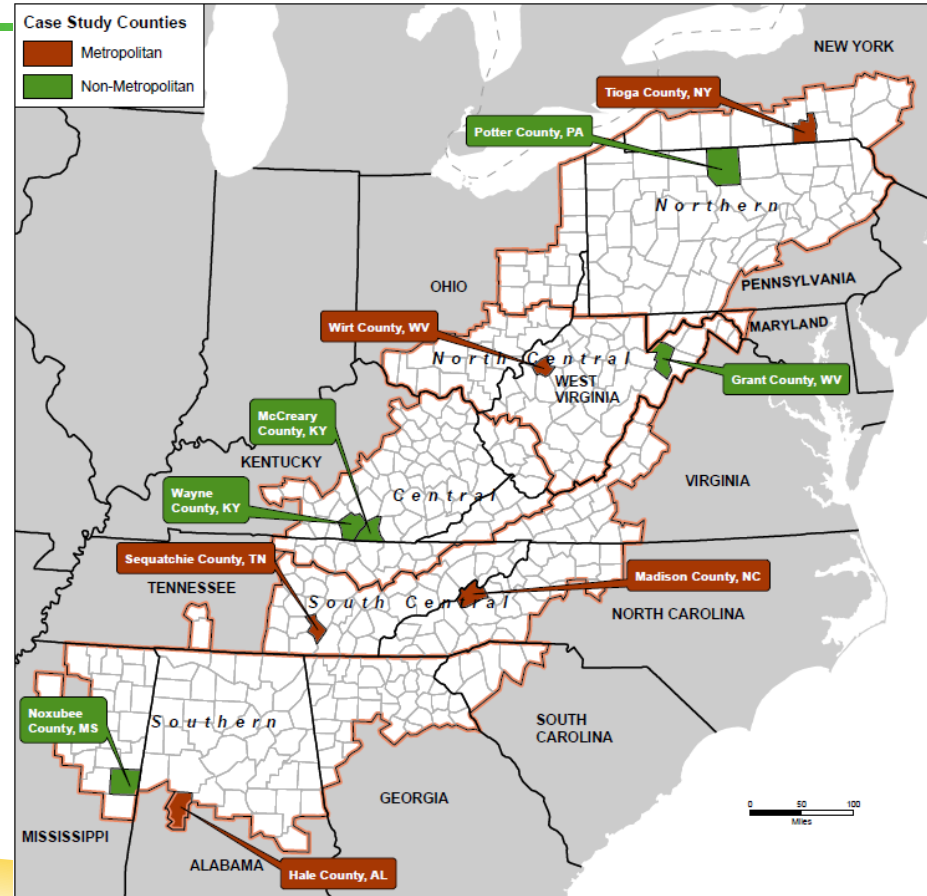 Case Study Counties
Metropolitan
Non-Metropolitan
NEW YORK
Tioga County, NY
Potter County, PA
Northern
PENNSYLVANIA
OHIO
MARYLAND
Wirt County, WV
North Central
WEST
VIRGINIA
Grant County, WV
McCreary
County, KY
KENTUCKY
VIRGINIA
Wayne
County, KY
Central
Sequatchie County, TN
TENNESSEE
Madison County, NC
South Central
NORTH CAROLINA
Noxubee
County, MS
Southern
SOUTH
CAROLINA
GEORGIA
0 50 100
Miles
MISSISSIPPI
ALABAMA
Hale County, AL